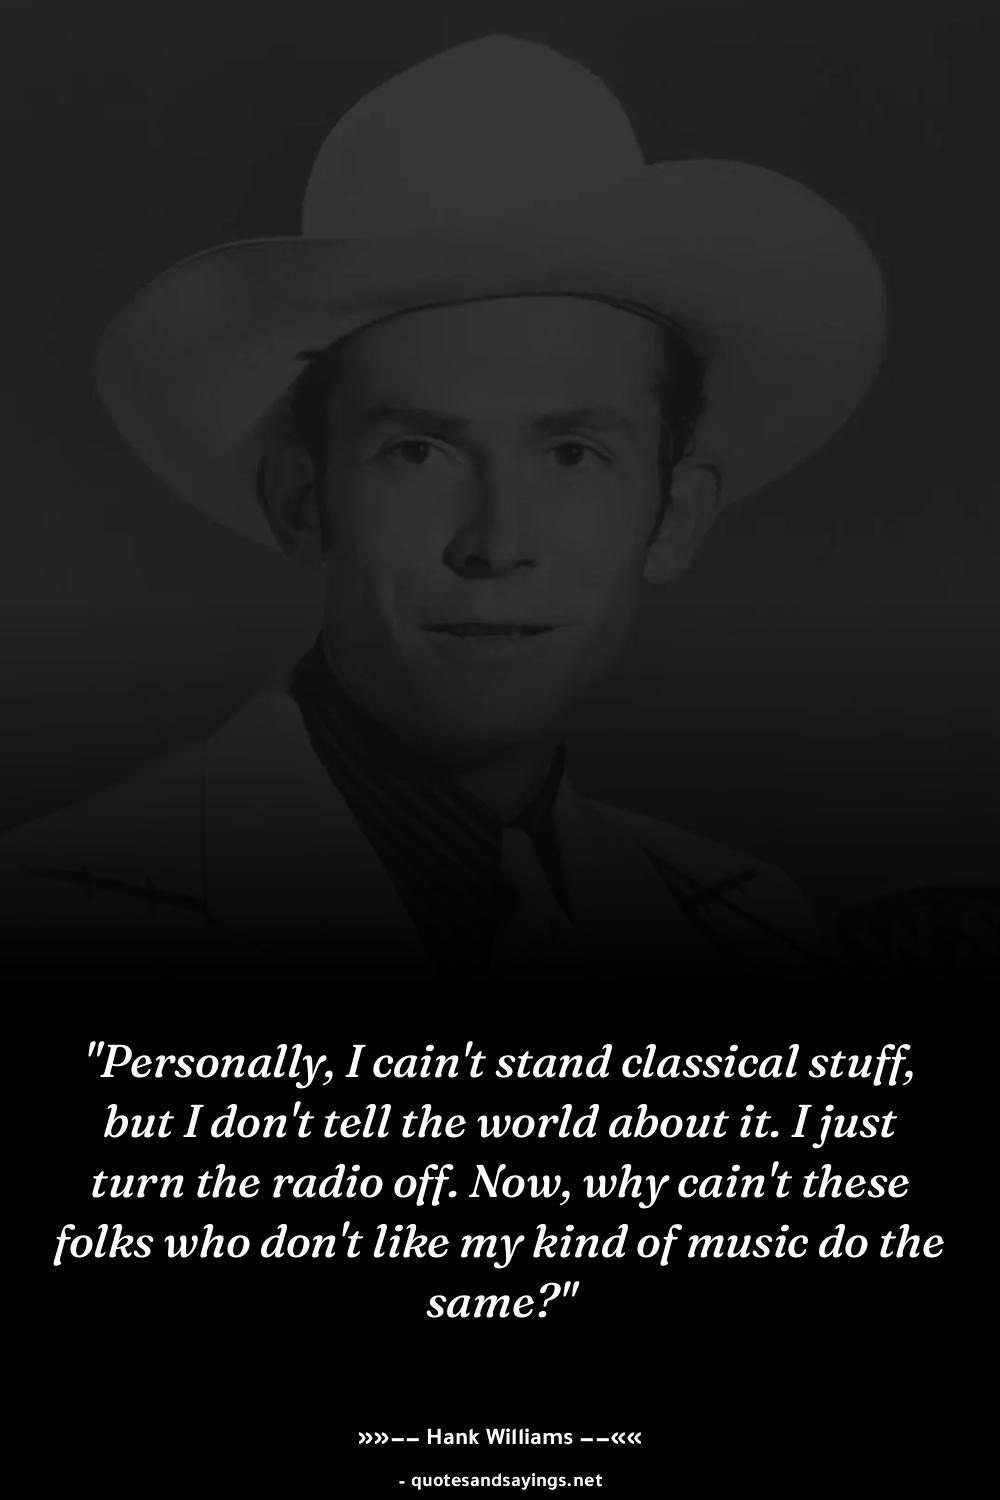 W S
"Personally, I cain't stand classical stuff,
but I don't tell the world about it. I just
turn the radio off. Now, why cain't these
folks who don't like my kind of music do the
same?"
»»−− Hank Williams −−««
- quotesandsayings.net